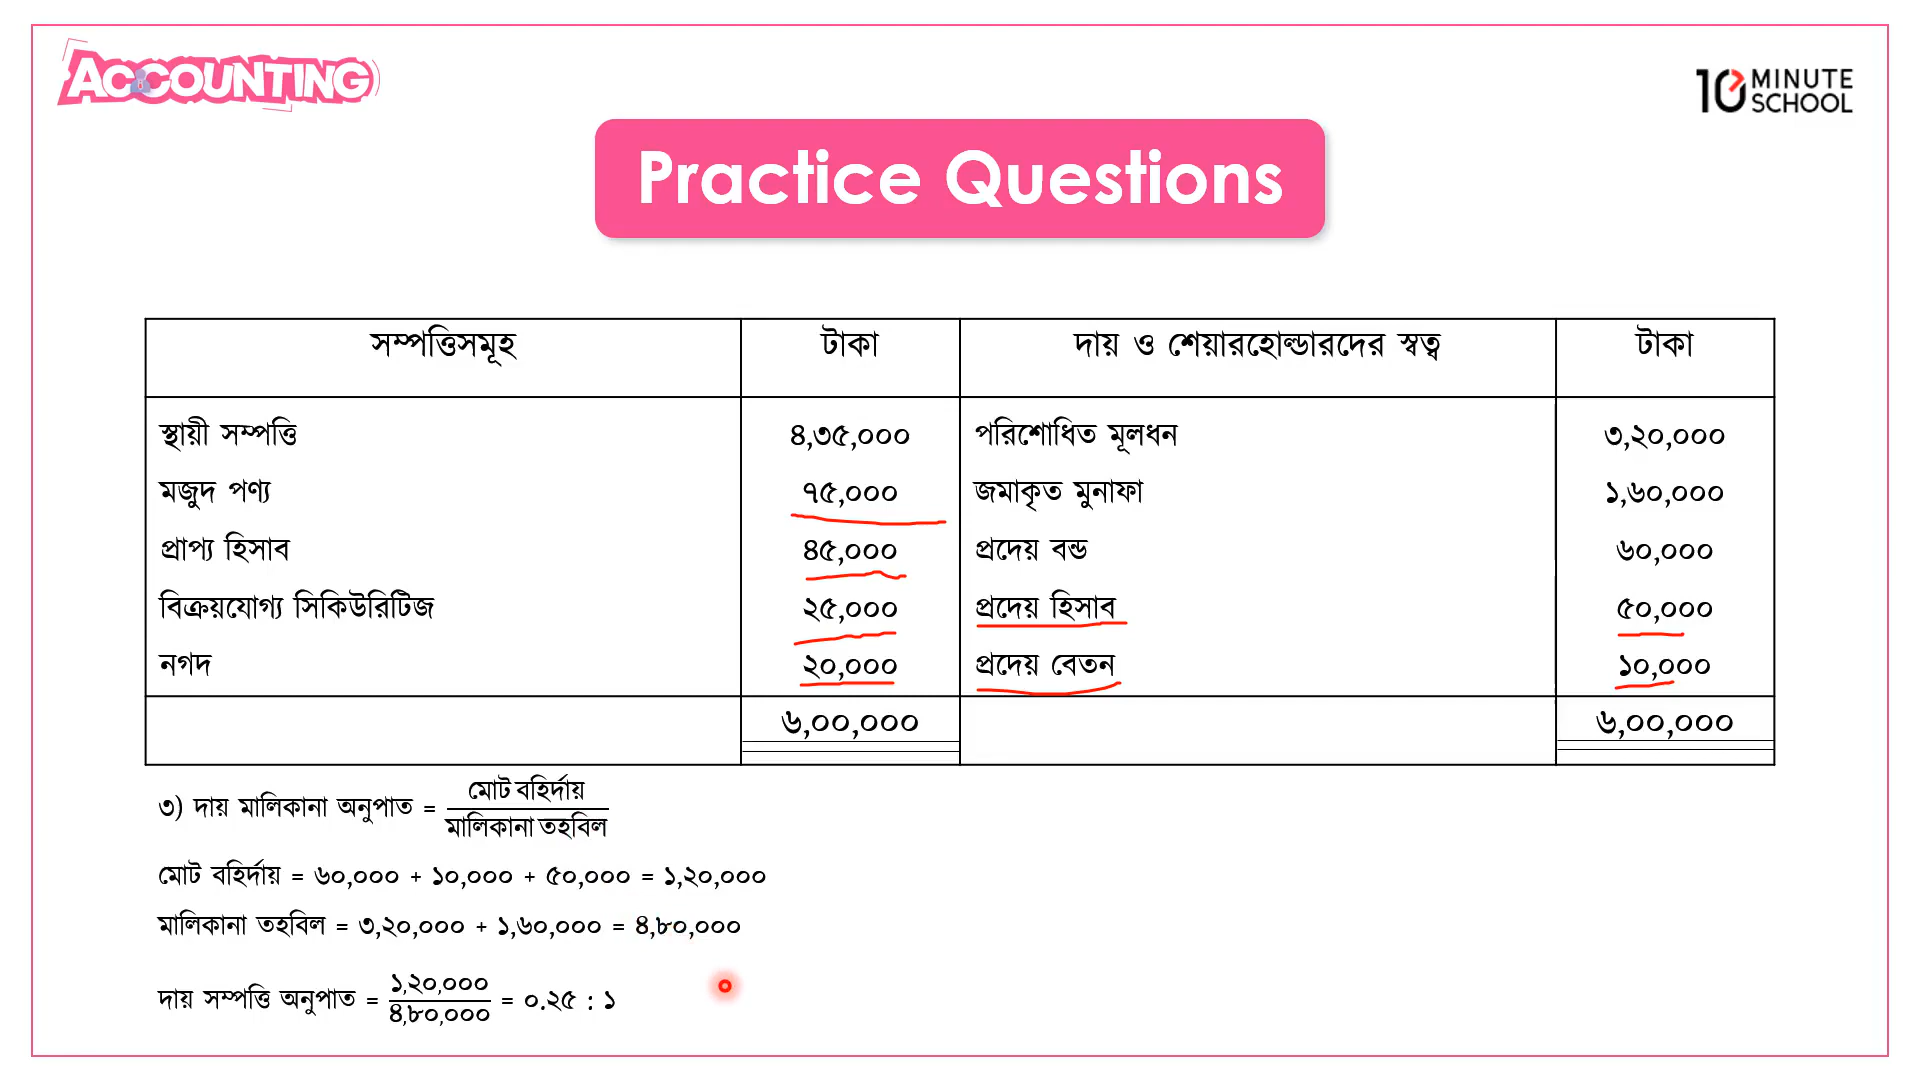 ACCOUNTING
10 MINUTE SCHOOL
Practice Questions
সম্পত্তিসমূহ টাকা দায় ও শেয়ারহোল্ডারদের স্বত্ব টাকা
স্থায়ী সম্পত্তি ৪,৩৫,০০০ পরিশোধিত মূলধন ৩,২০,০০০
মজুদ পণ্য ৭৫,০০০ জমাকৃত মুনাফা ১,৬০,০০০
প্রাপ্য হিসাব ৪৫,০০০ প্রদেয় বন্ড ৬০,০০০
বিক্রয়যোগ্য সিকিউরিটিজ ২৫,০০০ প্রদেয় হিসাব ৫০,০০০
নগদ ২০,০০০ প্রদেয় বেতন ১০,০০০
৬,০০,০০০ ৬,০০,০০০
৩) দায় মালিকানা অনুপাত = মোট বহির্দায় / মালিকানা তহবিল
মোট বহির্দায় = ৬০,০০০ + ১০,০০০ + ৫০,০০০ = ১,২০,০০০
মালিকানা তহবিল = ৩,২০,০০০ + ১,৬০,০০০ = ৪,৮০,০০০
দায় সম্পত্তি অনুপাত = ১,২০,০০০ / ৪,৮০,০০০ = ০.২৫ : ১